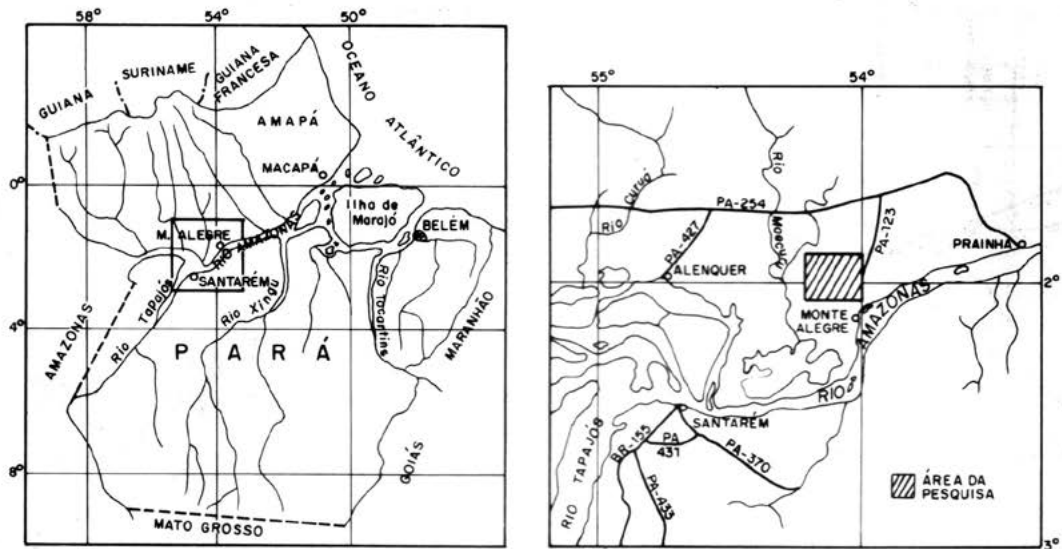 58°
54°
50°
GUIANA
SURINAME
GUIANA
FRANCESA
OCEANO
ATLÂNTICO
AMAPÁ
MACAPÁ
0°
Ilha de
Marajó
BELÉM
M. ALEGRE
RIO AMAZONAS
SANTARÉM
Rio Tapajós
Rio Xingu
Rio Tocantins
MARANHÃO
4°
AMAZONAS
PARÁ
GOIÁS
8°
MATO GROSSO
55°
54°
Rio Curuá
Rio
PA-254
PA-427
PA-123
ALENQUER
PRAINHA
2°
MONTE
ALEGRE
RIO AMAZONAS
SANTARÉM
BR-155
PA
431
PA-370
PA-433
RIO TAPAJÓS
ÁREA DA
PESQUISA
3°